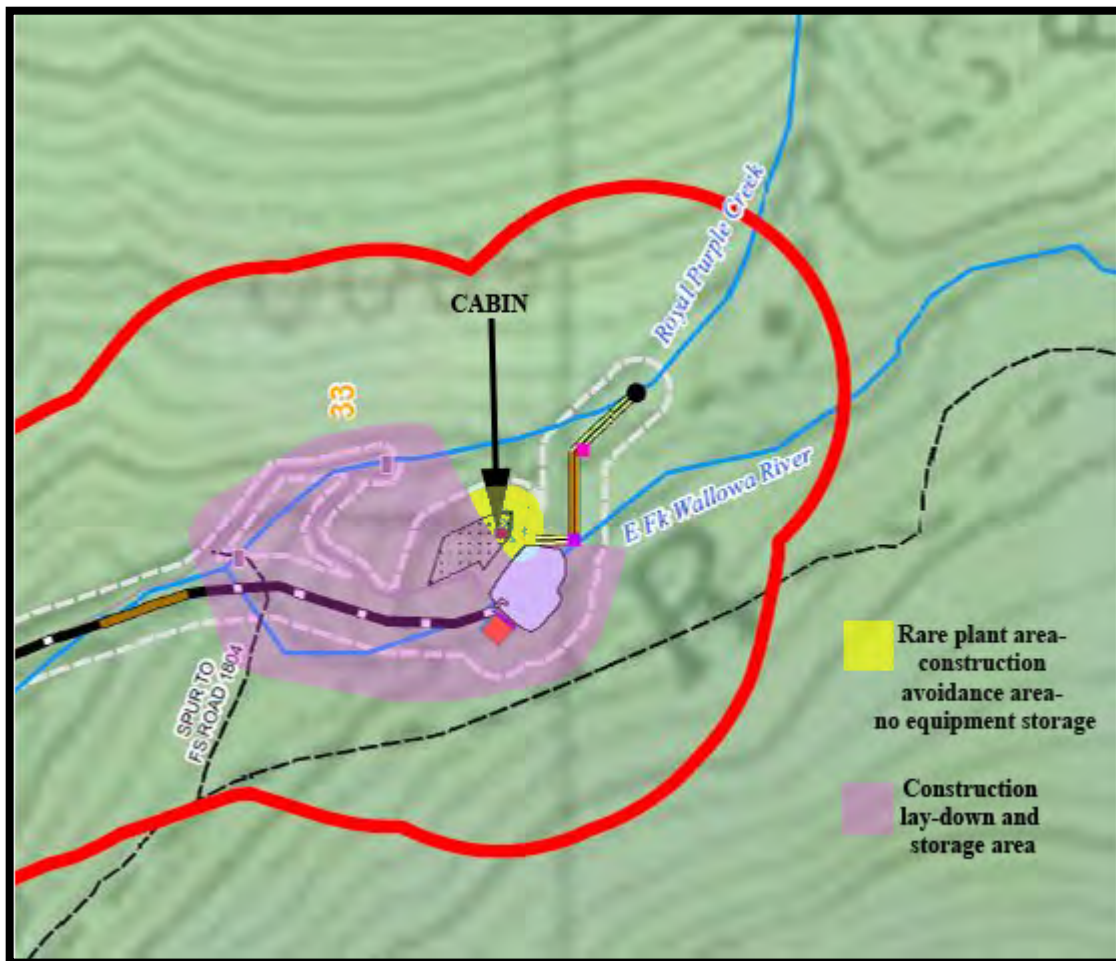 Royal Purple Creek
CABIN
33
E Fk Wallowa River
SPUR TO
FS ROAD 1804
Rare plant area-
construction
avoidance area-
no equipment storage
Construction
lay-down and
storage area